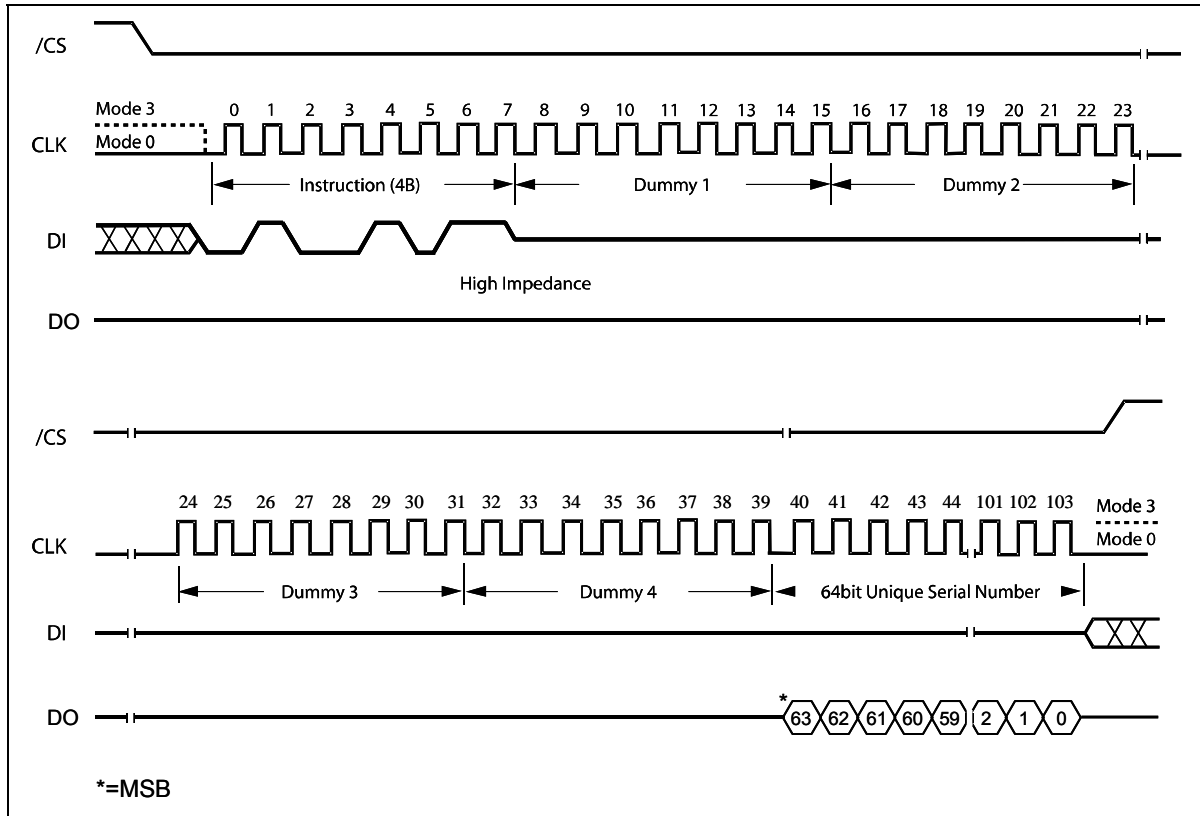 /CS
Mode 3
0 1 2 3 4 5 6 7 8 9 10 11 12 13 14 15 16 17 18 19 20 21 22 23
CLK
Mode 0
Instruction (4B) Dummy 1 Dummy 2
DI
High Impedance
DO
/CS
24 25 26 27 28 29 30 31 32 33 34 35 36 37 38 39 40 41 42 43 44 101 102 103
Mode 3
CLK
Mode 0
Dummy 3 Dummy 4 64bit Unique Serial Number
DI
*
DO 63 62 61 60 59 2 1 0
*=MSB